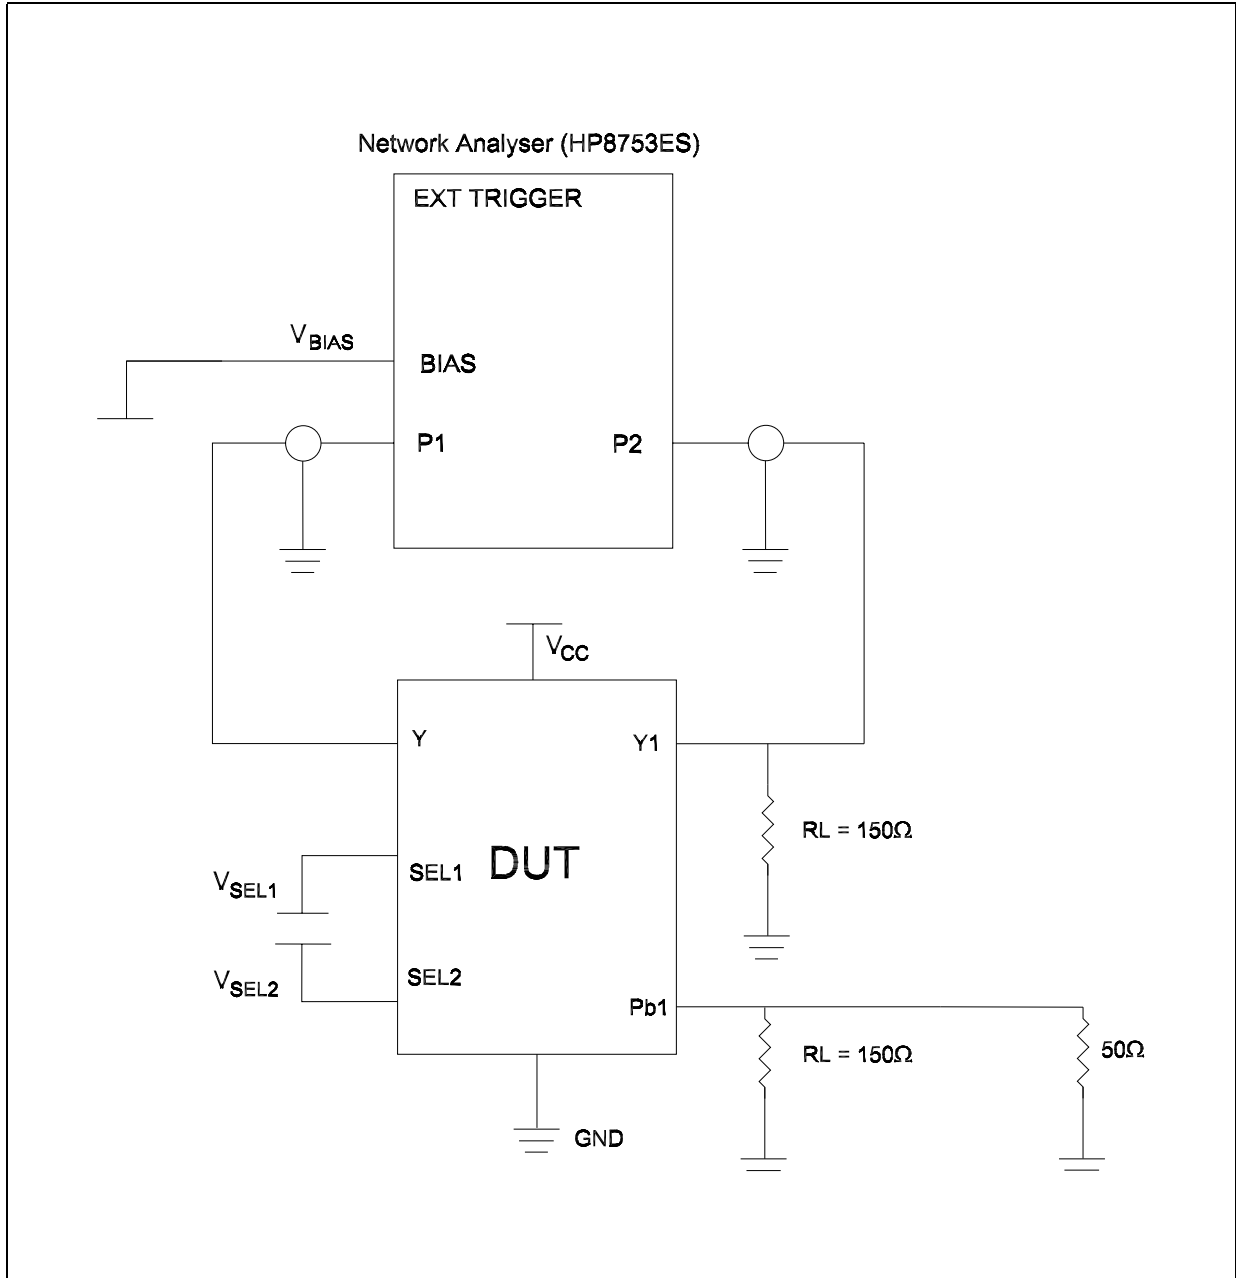 Network Analyser (HP8753ES)
EXT TRIGGER
VBIAS
BIAS
P1
P2
VCC
Y
Y1
RL = 150Ω
DUT
SEL1
VSEL1
VSEL2
SEL2
Pb1
RL = 150Ω
50Ω
GND